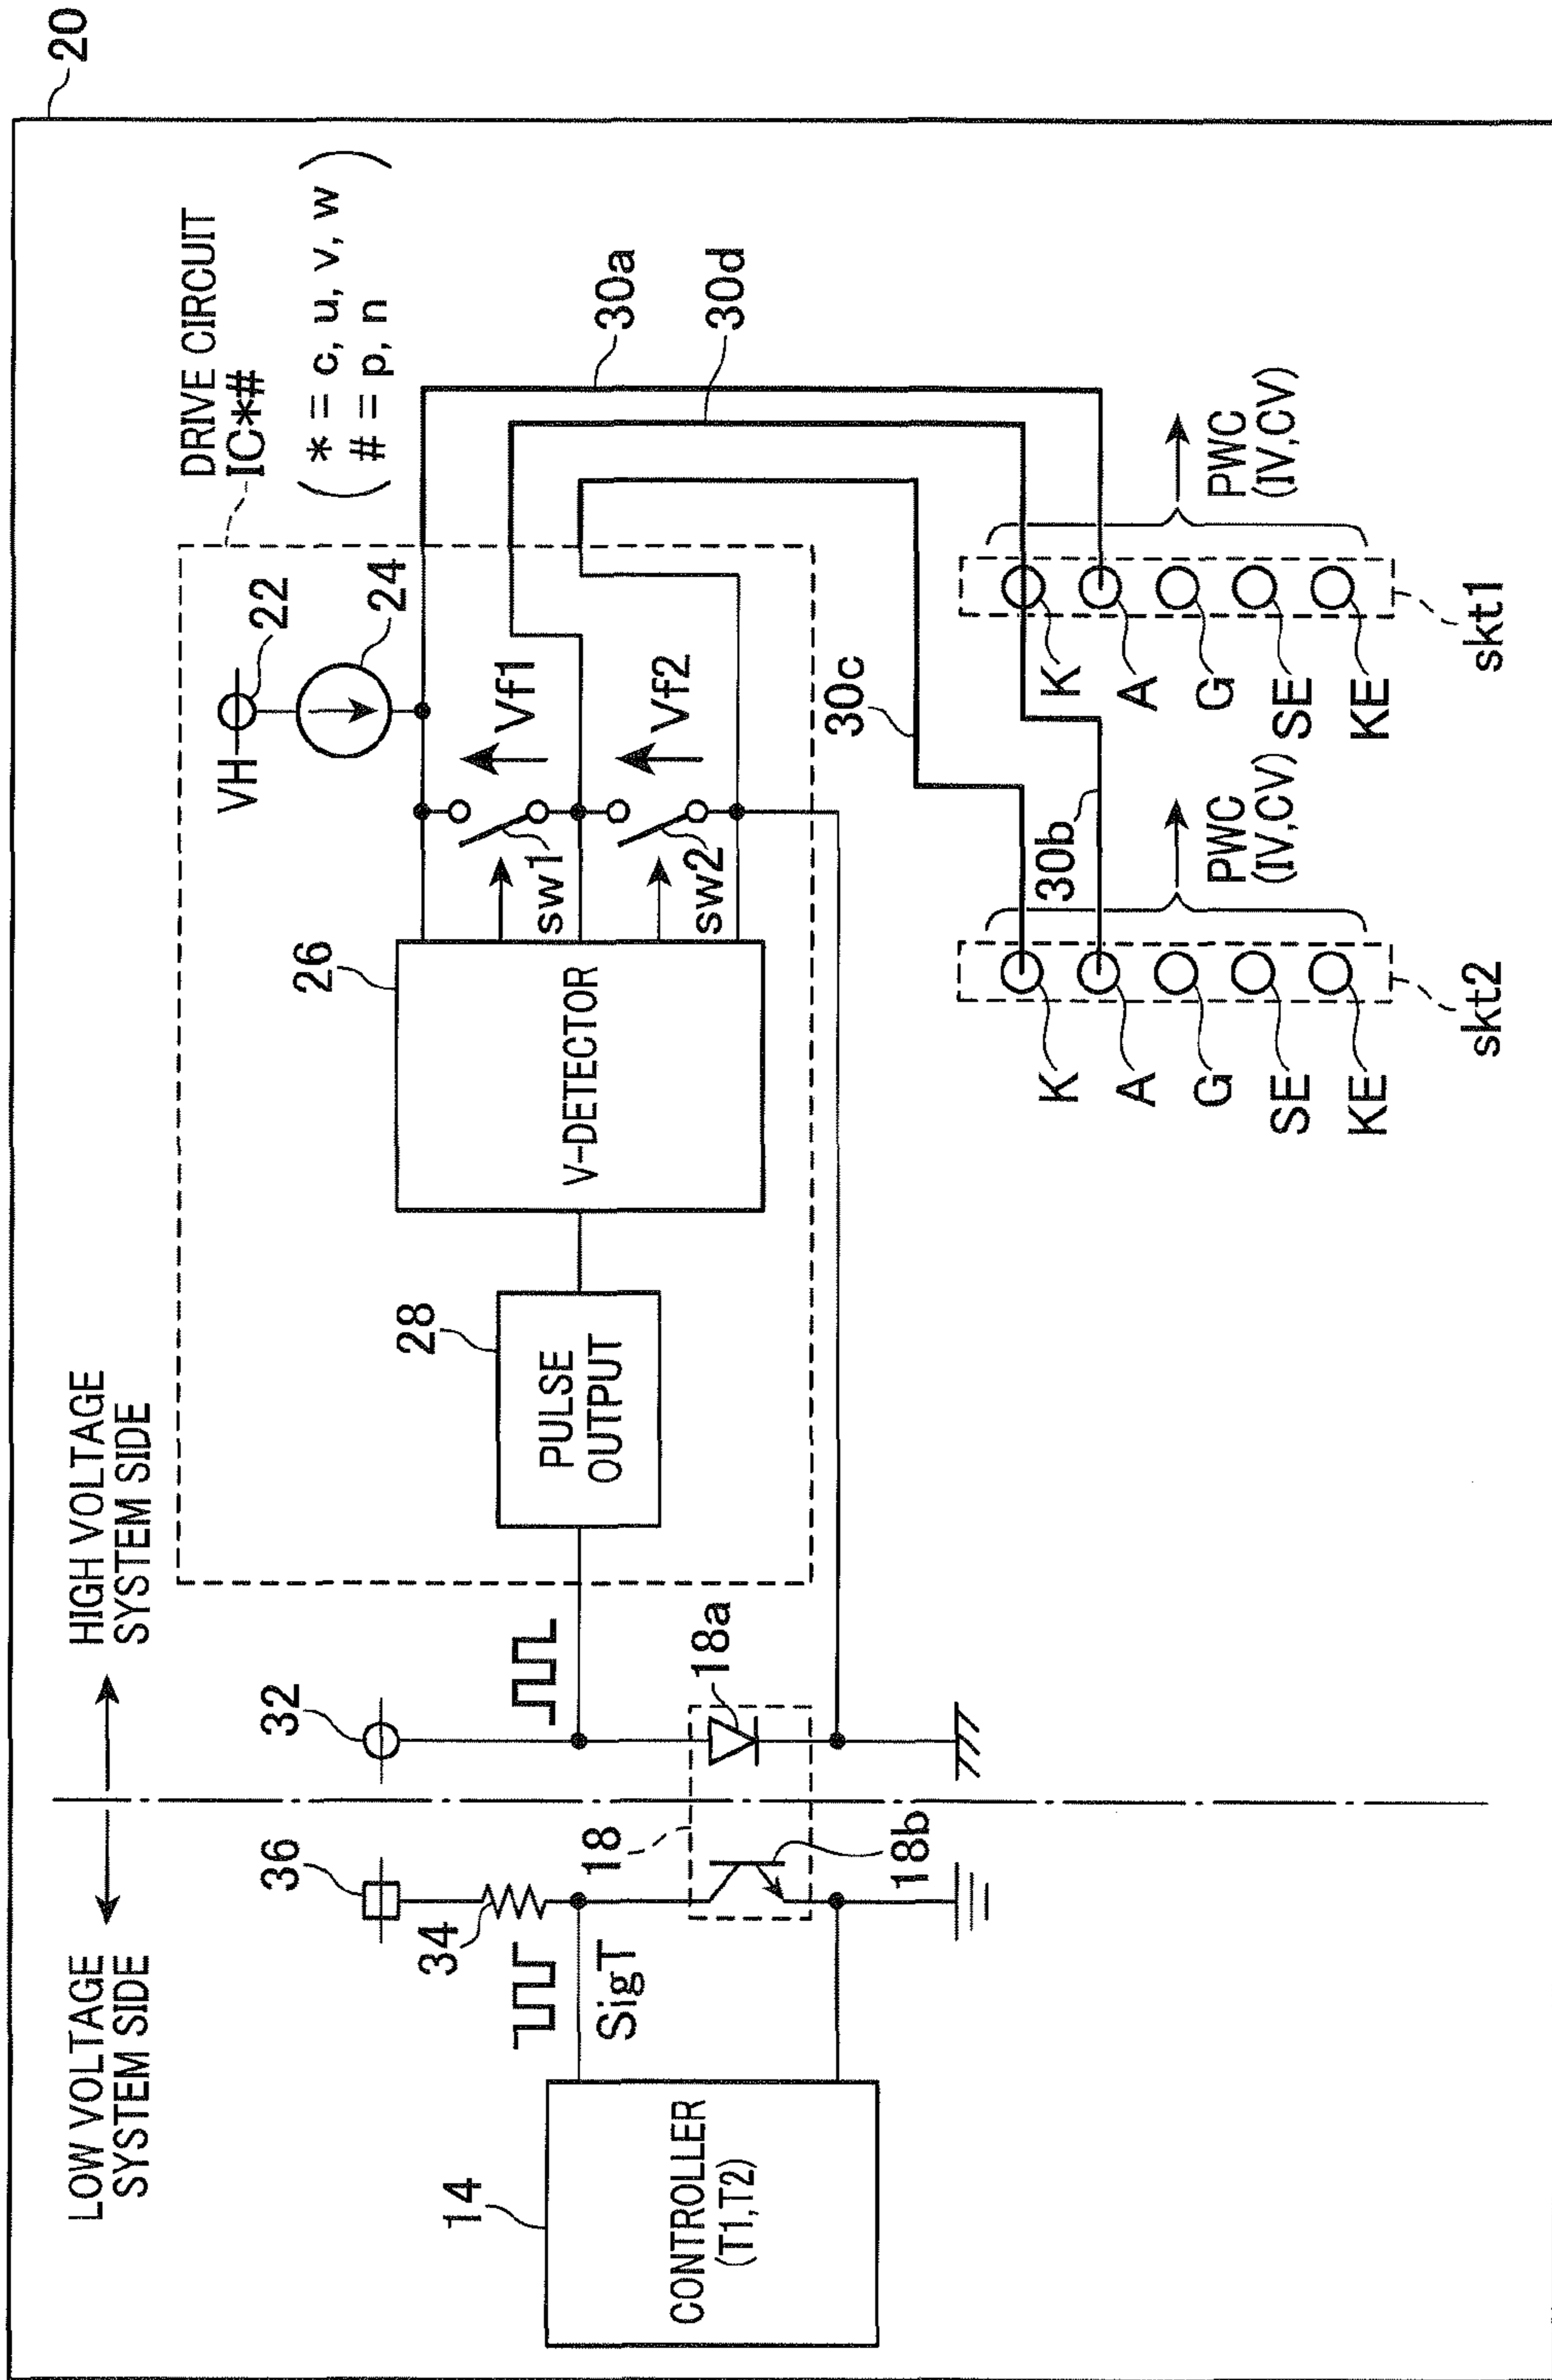 20
LOW VOLTAGE
SYSTEM SIDE
HIGH VOLTAGE
SYSTEM SIDE
DRIVE CIRCUIT
IC*#
(* = c, u, v, w
# = p, n)
VH
22
24
36
32
26
28
34
14
Vf1
Vf2
sw1
sw2
V-DETECTOR
PULSE
OUTPUT
SigT
CONTROLLER
(T1,T2)
18
18a
18b
30a
30d
30c
30b
K
A
G
SE
KE
skt2
PWC
(IV,CV)
K
A
G
SE
KE
skt1
PWC
(IV,CV)